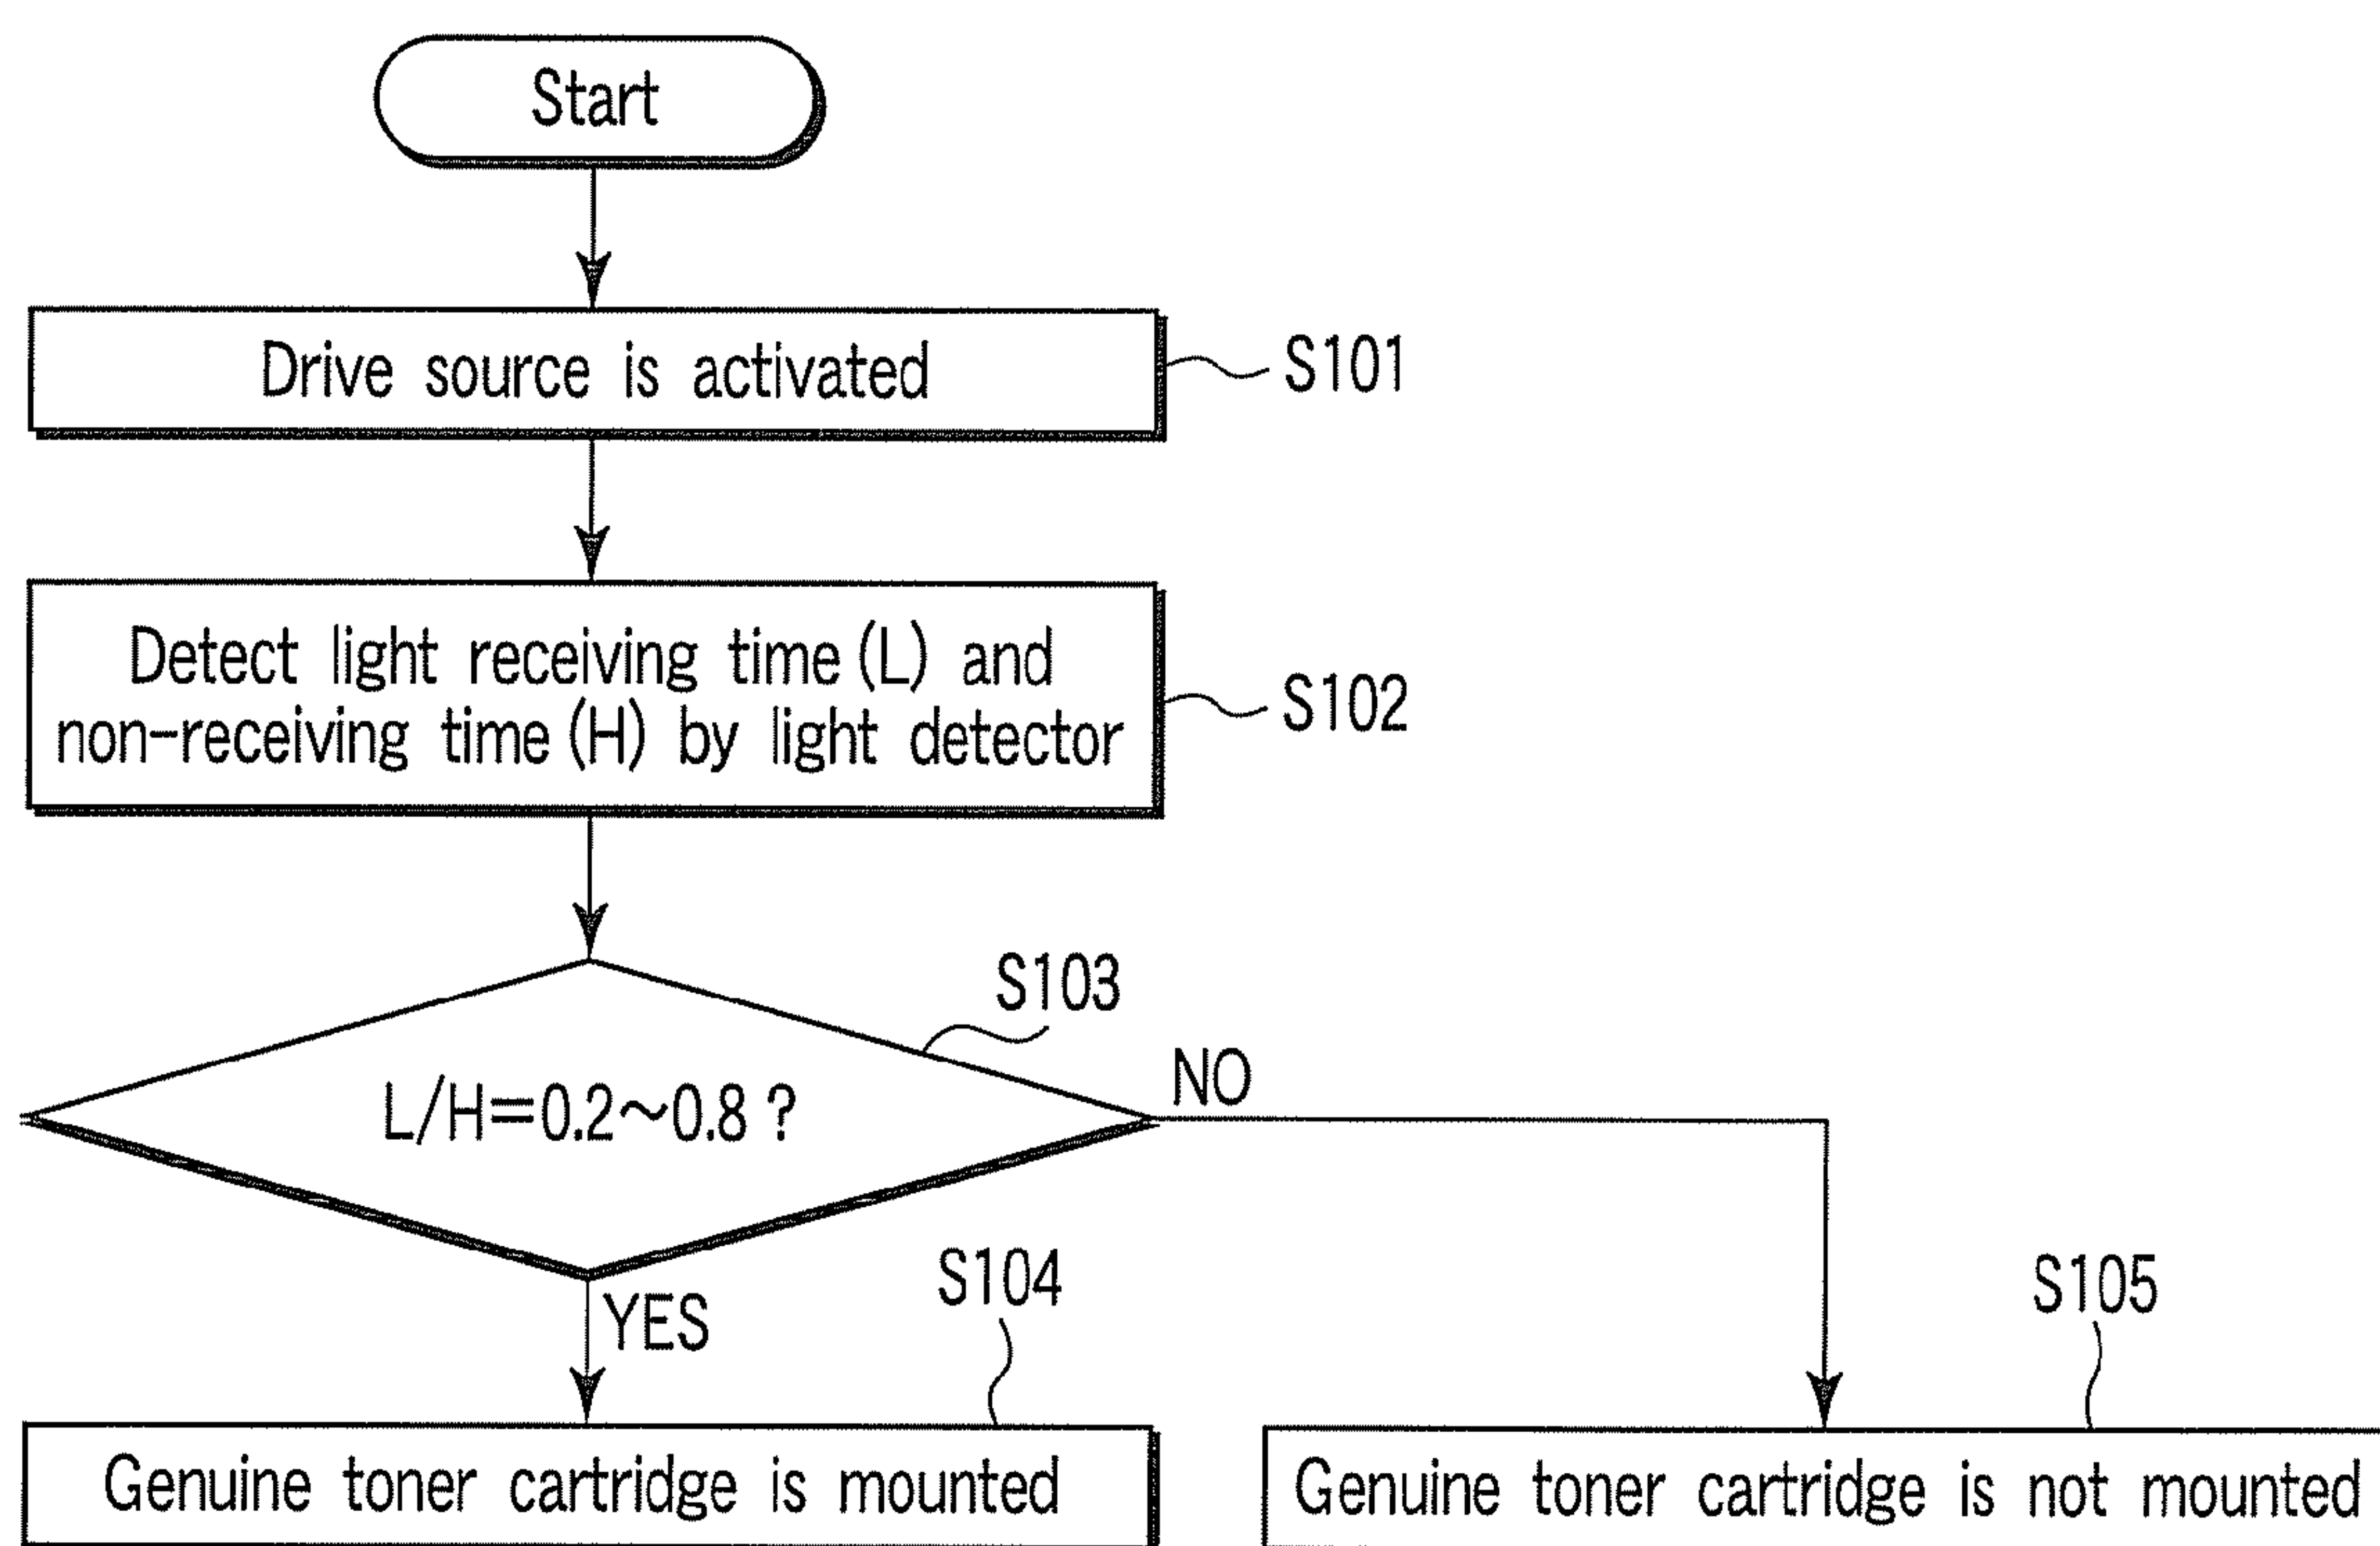 Start
Drive source is activated
S101
Detect light receiving time (L) and
non-receiving time (H) by light detector
S102
S103
L/H=0.2~0.8 ?
NO
YES
S104
S105
Genuine toner cartridge is mounted
Genuine toner cartridge is not mounted